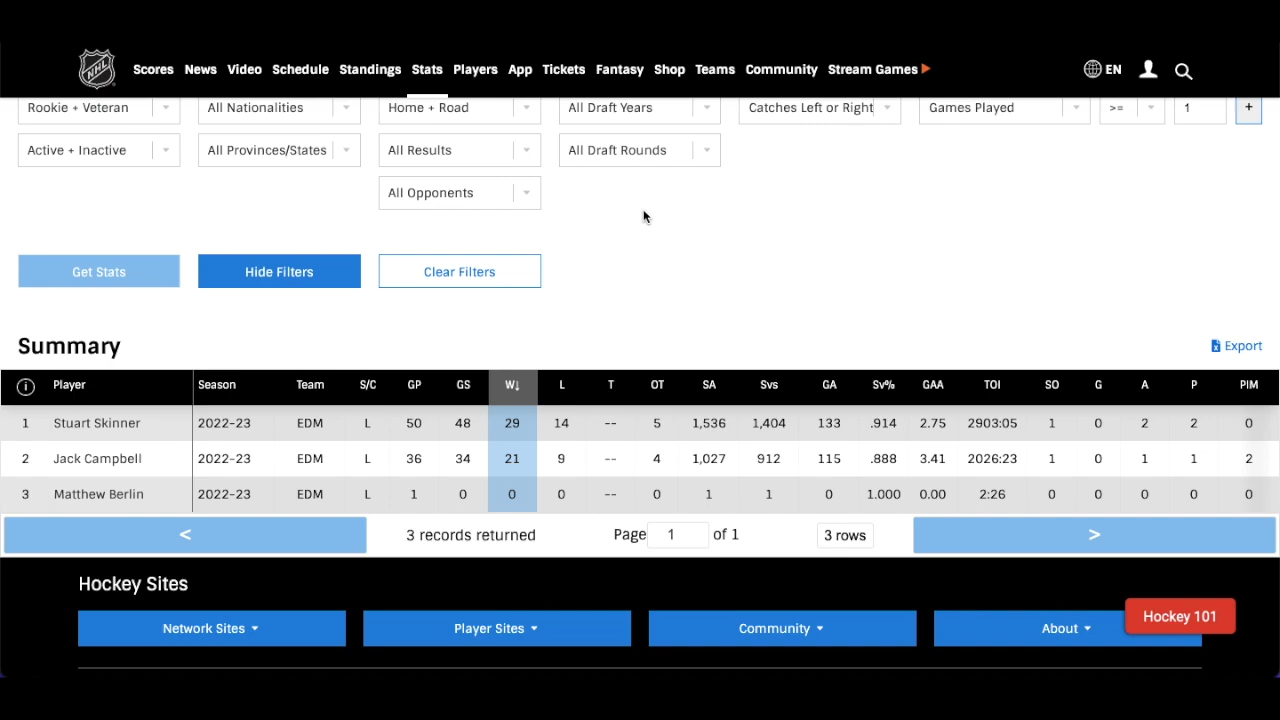 NHL
Scores News Video Schedule Standings Stats Players App Tickets Fantasy Shop Teams Community Stream Games EN
Rookie + Veteran All Nationalities Home + Road All Draft Years Catches Left or Right Games Played >= 1 +
Active + Inactive All Provinces/States All Results All Draft Rounds
All Opponents
Get Stats Hide Filters Clear Filters
Summary Export
i Player Season Team S/C GP GS W↓ L T OT SA Svs GA Sv% GAA TOI SO G A P PIM
1 Stuart Skinner 2022-23 EDM L 50 48 29 14 -- 5 1,536 1,404 133 .914 2.75 2903:05 1 0 2 2 0
2 Jack Campbell 2022-23 EDM L 36 34 21 9 -- 4 1,027 912 115 .888 3.41 2026:23 1 0 1 1 2
3 Matthew Berlin 2022-23 EDM L 1 0 0 0 -- 0 1 1 0 1.000 0.00 2:26 0 0 0 0 0
< 3 records returned Page 1 of 1 3 rows >
Hockey Sites
Hockey 101
Network Sites Player Sites Community About